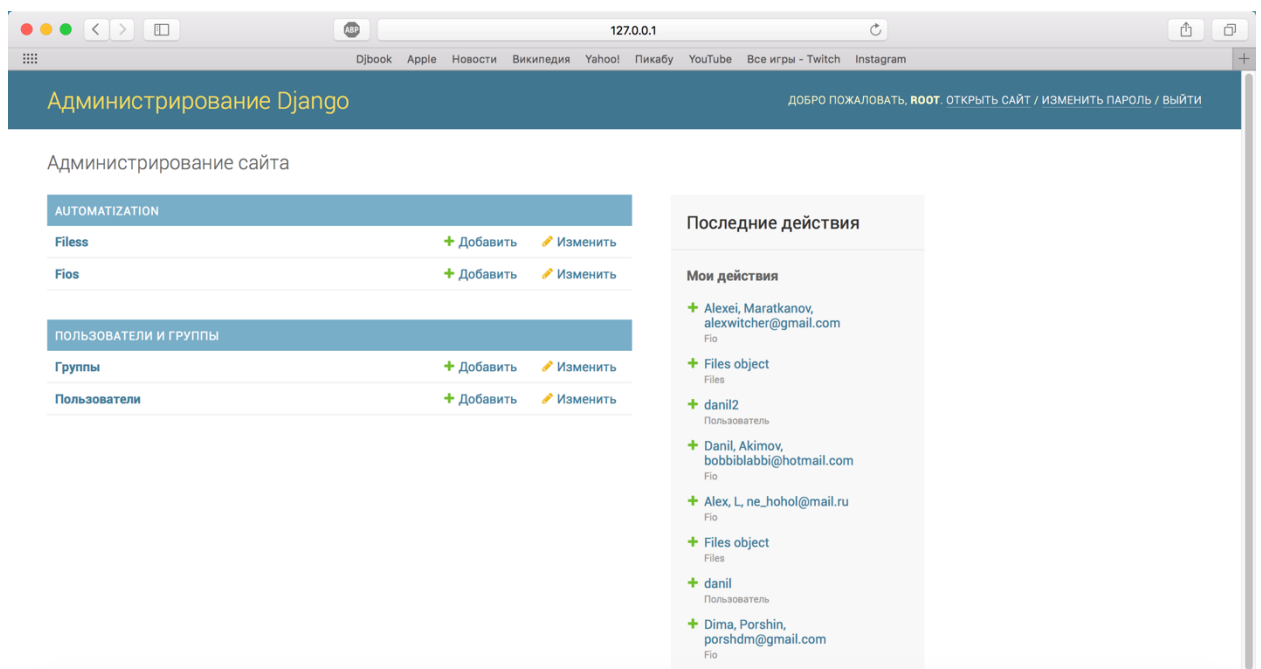 ABP
127.0.0.1
Djbook Apple Новости Википедия Yahoo! Пикабу YouTube Все игры - Twitch Instagram
Администрирование Django
ДОБРО ПОЖАЛОВАТЬ, ROOT. ОТКРЫТЬ САЙТ / ИЗМЕНИТЬ ПАРОЛЬ / ВЫЙТИ
Администрирование сайта
AUTOMATIZATION
Filess Добавить Изменить
Fios Добавить Изменить
ПОЛЬЗОВАТЕЛИ И ГРУППЫ
Группы Добавить Изменить
Пользователи Добавить Изменить
Последние действия
Мои действия
Alexei, Maratkanov,
alexwitcher@gmail.com
Fio
Files object
Files
danil2
Пользователь
Danil, Akimov,
bobbiblabbi@hotmail.com
Fio
Alex, L, ne_hohol@mail.ru
Fio
Files object
Files
danil
Пользователь
Dima, Porshin,
porshdm@gmail.com
Fio